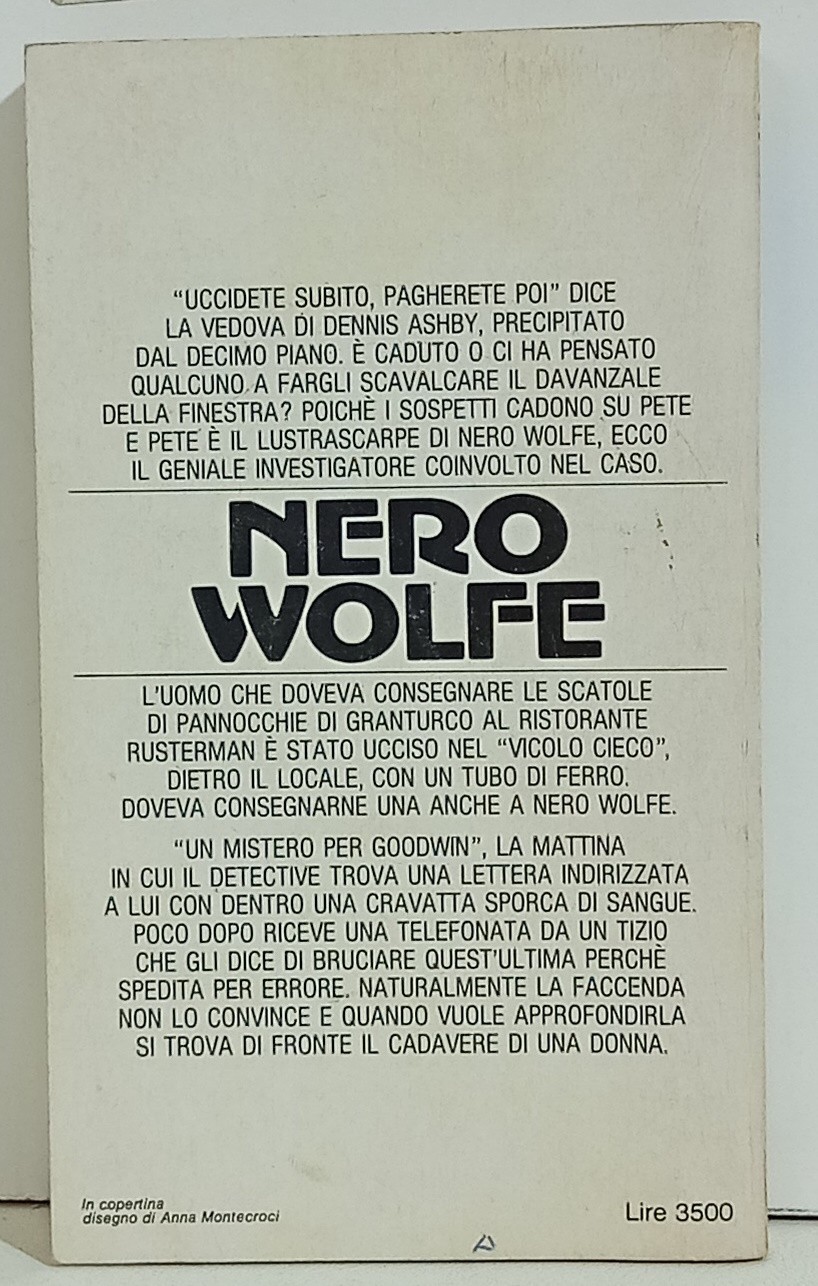 “UCCIDETE SUBITO, PAGHERETE POI” DICE
LA VEDOVA DI DENNIS ASHBY, PRECIPITATO
DAL DECIMO PIANO. È CADUTO O CI HA PENSATO
QUALCUNO A FARGLI SCAVALCARE IL DAVANZALE
DELLA FINESTRA? POICHÈ I SOSPETTI CADONO SU PETE
E PETE È IL LUSTRASCARPE DI NERO WOLFE, ECCO
IL GENIALE INVESTIGATORE COINVOLTO NEL CASO.
NERO
WOLFE
L'UOMO CHE DOVEVA CONSEGNARE LE SCATOLE
DI PANNOCCHIE DI GRANTURCO AL RISTORANTE
RUSTERMAN È STATO UCCISO NEL “VICOLO CIECO”,
DIETRO IL LOCALE, CON UN TUBO DI FERRO.
DOVEVA CONSEGNARNE UNA ANCHE A NERO WOLFE.
“UN MISTERO PER GOODWIN”, LA MATTINA
IN CUI IL DETECTIVE TROVA UNA LETTERA INDIRIZZATA
A LUI CON DENTRO UNA CRAVATTA SPORCA DI SANGUE.
POCO DOPO RICEVE UNA TELEFONATA DA UN TIZIO
CHE GLI DICE DI BRUCIARE QUEST'ULTIMA PERCHÈ
SPEDITA PER ERRORE. NATURALMENTE LA FACCENDA
NON LO CONVINCE E QUANDO VUOLE APPROFONDIRLA
SI TROVA DI FRONTE IL CADAVERE DI UNA DONNA.
In copertina
disegno di Anna Montecroci
Lire 3500